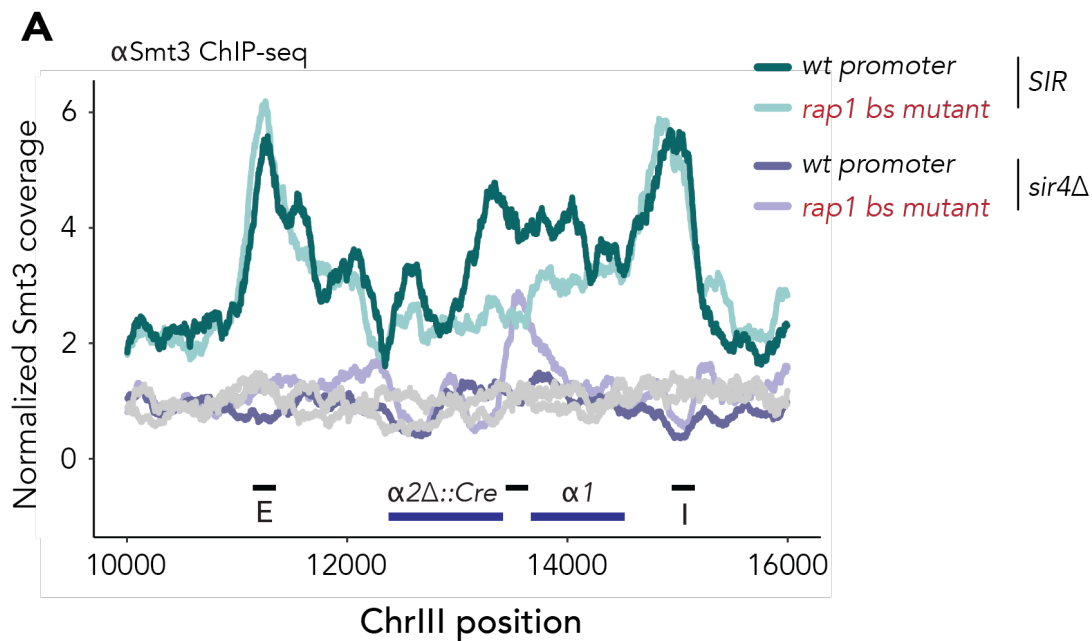 A
αSmt3 ChIP-seq
wt promoter
rap1 bs mutant
SIR
wt promoter
rap1 bs mutant
sir4Δ
Normalized Smt3 coverage
6
4
2
0
E
α2Δ::Cre
α1
I
10000 12000 14000 16000
ChrIII position